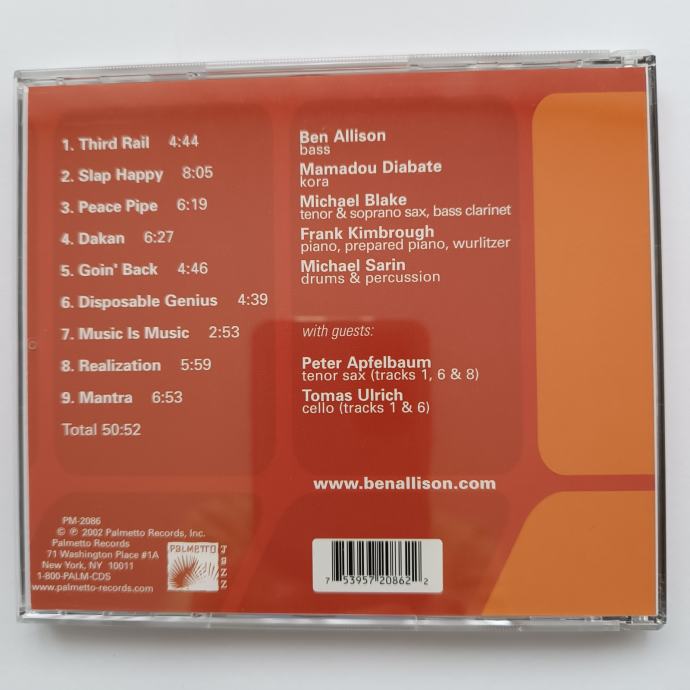 1. Third Rail 4:44
2. Slap Happy 8:05
3. Peace Pipe 6:19
4. Dakan 6:27
5. Goin' Back 4:46
6. Disposable Genius 4:39
7. Music Is Music 2:53
8. Realization 5:59
9. Mantra 6:53
Total 50:52
Ben Allison
bass
Mamadou Diabate
kora
Michael Blake
tenor & soprano sax, bass clarinet
Frank Kimbrough
piano, prepared piano, wurlitzer
Michael Sarin
drums & percussion
with guests:
Peter Apfelbaum
tenor sax (tracks 1, 6 & 8)
Tomas Ulrich
cello (tracks 1 & 6)
www.benallison.com
PM-2086
© ℗ 2002 Palmetto Records, Inc.
Palmetto Records
71 Washington Place #1A
New York, NY 10011
1-800-PALM-CDS
www.palmetto-records.com
PALMETTO
Jazz
7 53957 20862 2